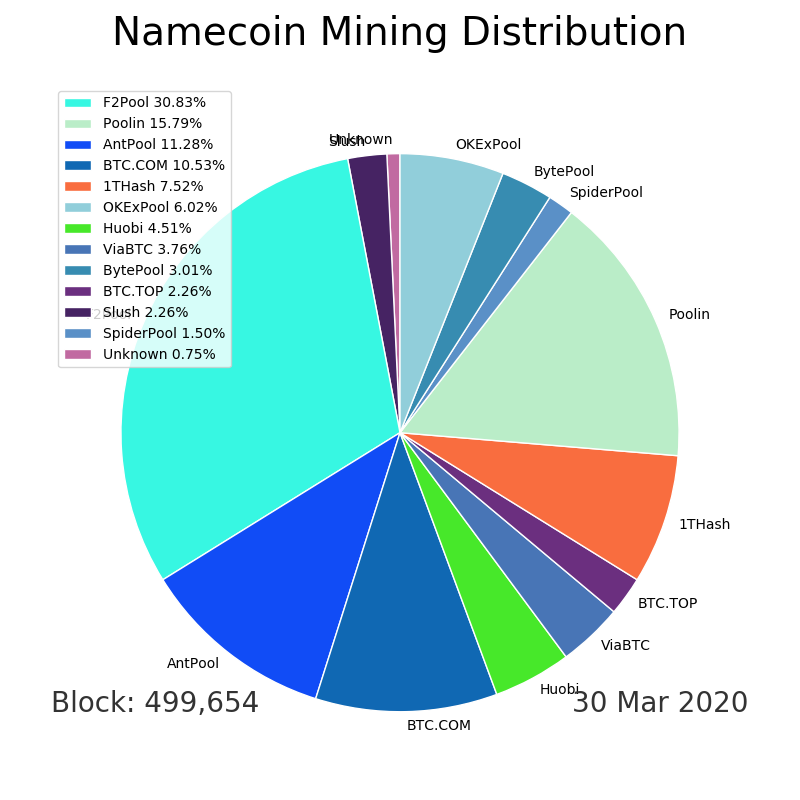 Namecoin Mining Distribution
F2Pool 30.83%
Poolin 15.79%
AntPool 11.28%
BTC.COM 10.53%
1THash 7.52%
OKExPool 6.02%
Huobi 4.51%
ViaBTC 3.76%
BytePool 3.01%
BTC.TOP 2.26%
Slush 2.26%
SpiderPool 1.50%
Unknown 0.75%
Unknown
Slush
OKExPool
BytePool
SpiderPool
Poolin
1THash
BTC.TOP
ViaBTC
Huobi
BTC.COM
AntPool
Block: 499,654
30 Mar 2020